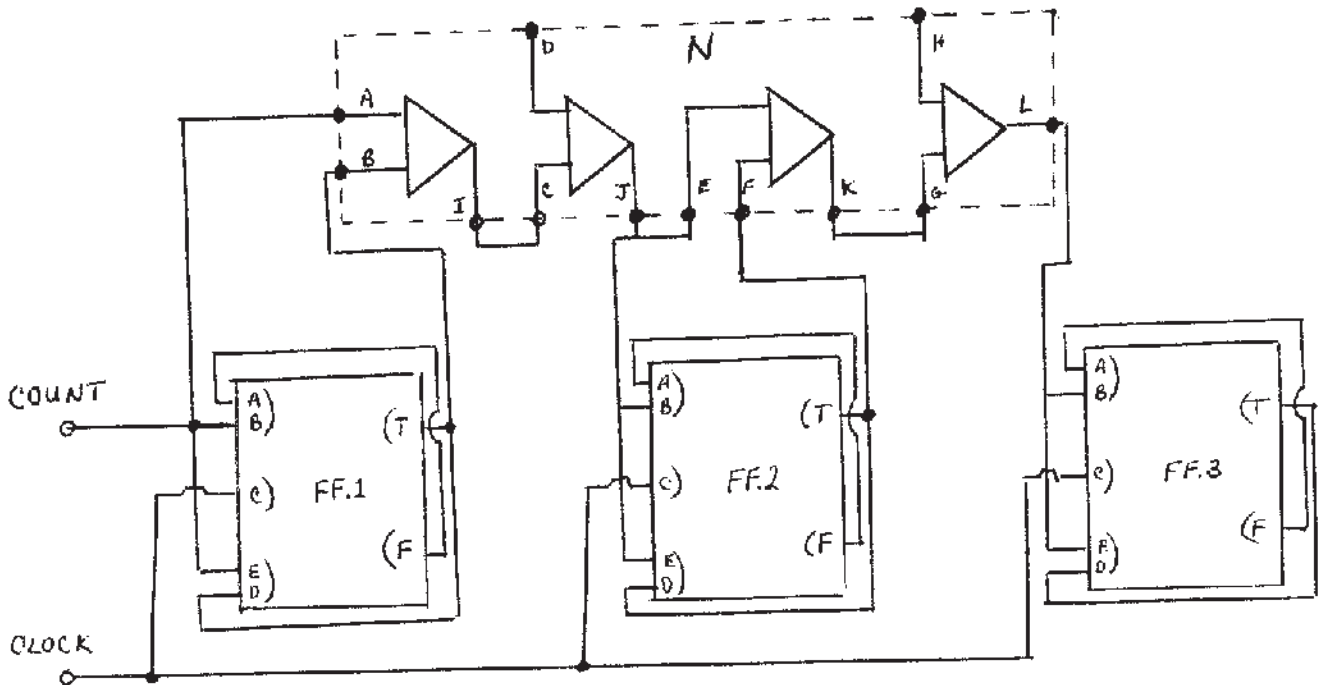 N
D
H
A
B
I
C
J
E
F
K
G
L
COUNT
CLOCK
A)
B)
C)
E)
D)
(T
(F
FF.1
A)
B)
C)
E)
D)
(T
(F
FF.2
A)
B)
C)
E)
D)
(T
(F
FF.3